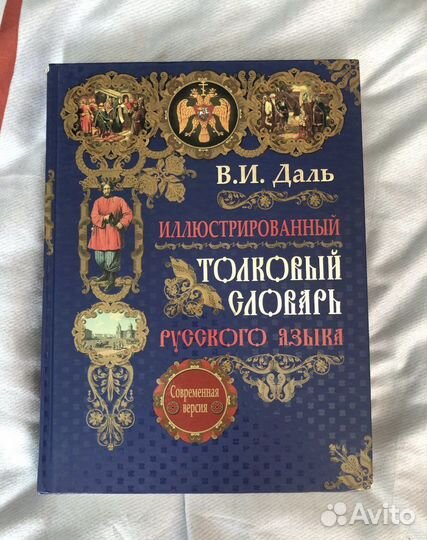 В.И. Даль
ИЛЛЮСТРИРОВАННЫЙ
ТОЛКОВЫЙ
СЛОВАРЬ
РУССКОГО ЯЗЫКА
Современная
версия
Avito